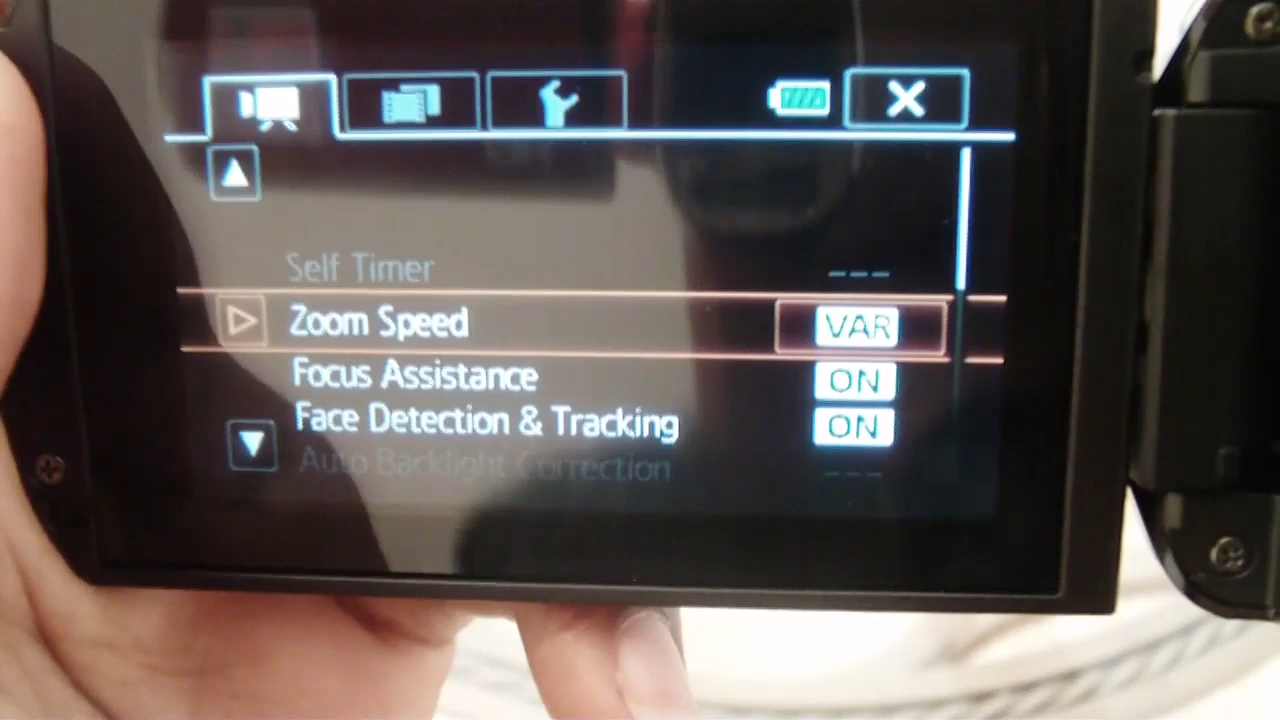 Self Timer ---
Zoom Speed VAR
Focus Assistance ON
Face Detection & Tracking ON
Auto Backlight Correction ---